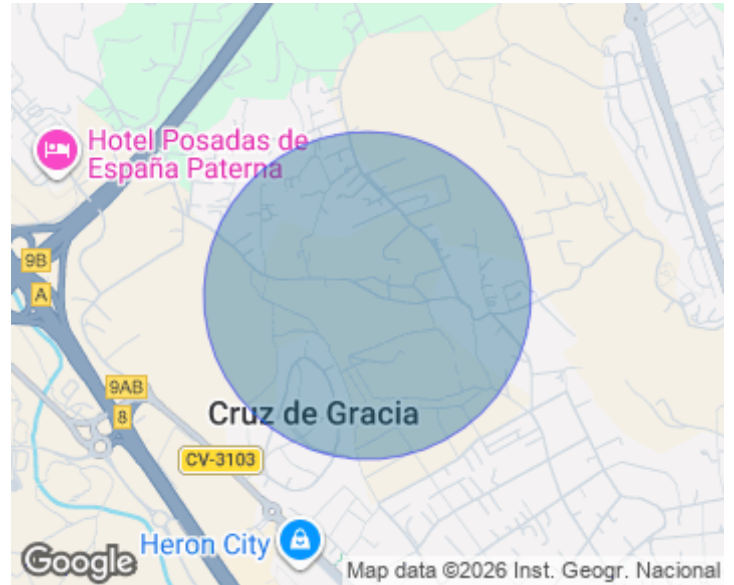 Hotel Posadas de
España Paterna
9B
A
9AB
8
Cruz de Gracia
CV-3103
Heron City
Google
Map data ©2026 Inst. Geogr. Nacional